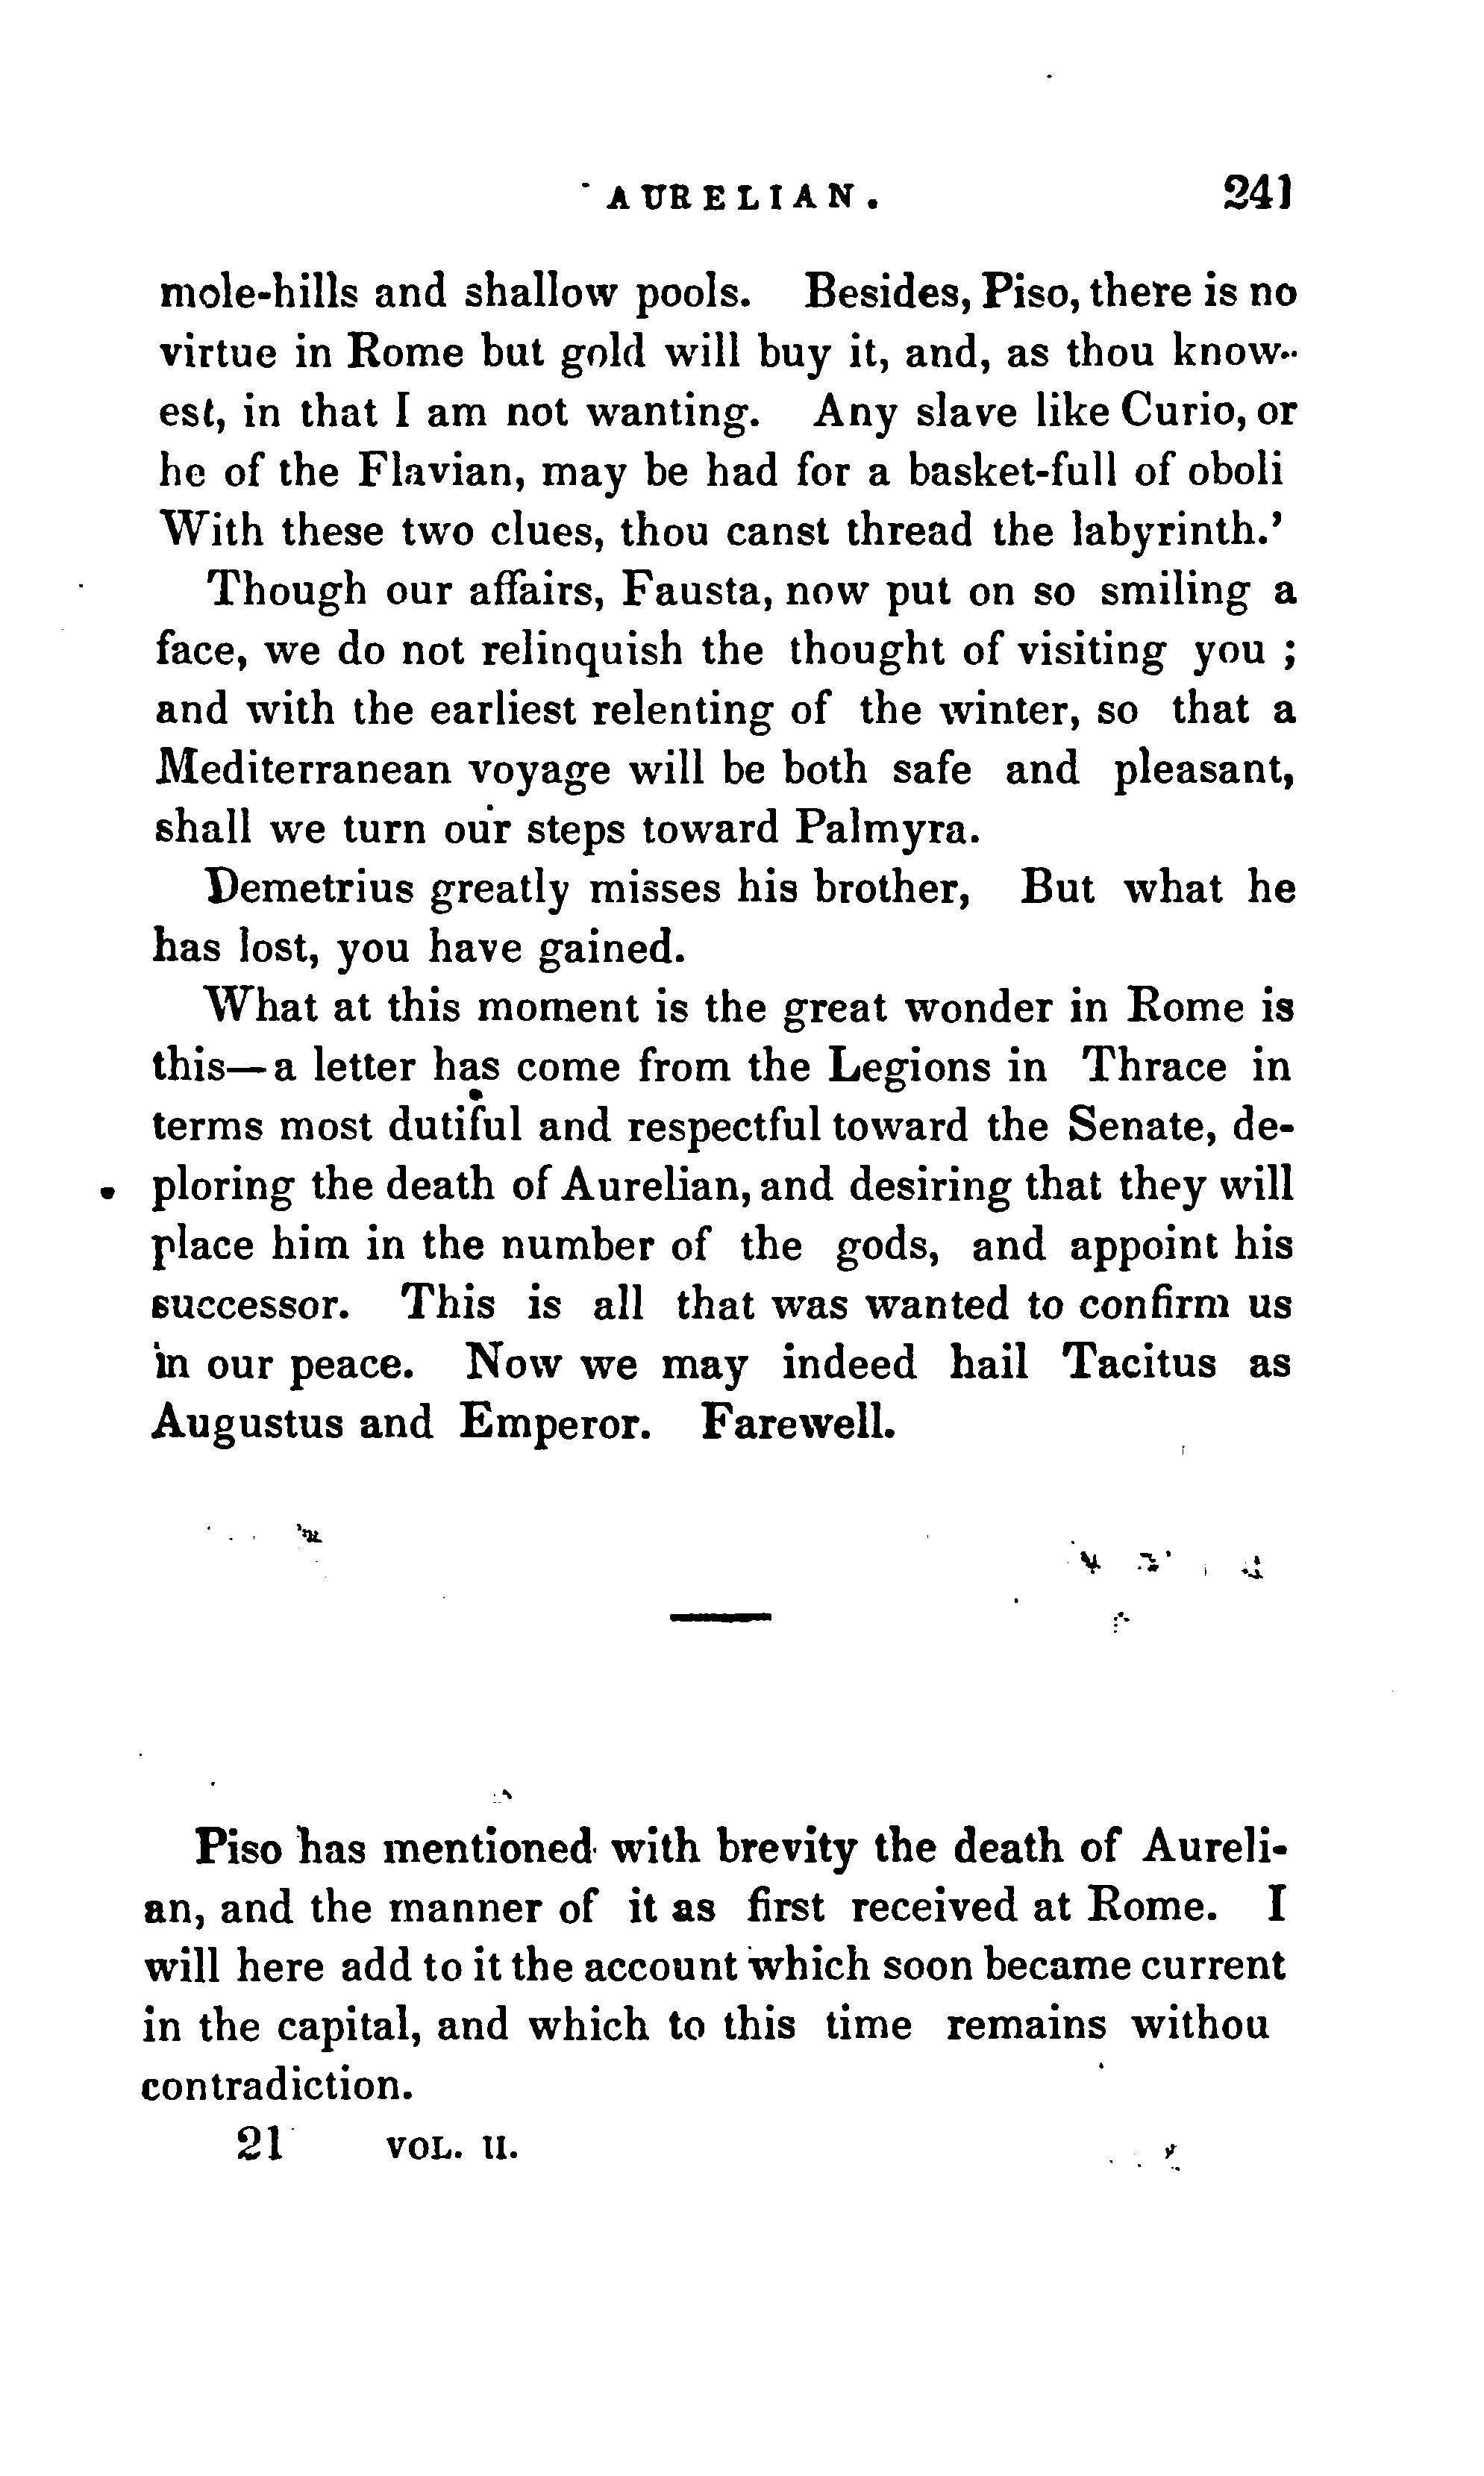 AURELIAN. 241
mole-hills and shallow pools. Besides, Piso, there is no
virtue in Rome but gold will buy it, and, as thou know-
est, in that I am not wanting. Any slave like Curio, or
he of the Flavian, may be had for a basket-full of oboli
With these two clues, thou canst thread the labyrinth.'
Though our affairs, Fausta, now put on so smiling a
face, we do not relinquish the thought of visiting you ;
and with the earliest relenting of the winter, so that a
Mediterranean voyage will be both safe and pleasant,
shall we turn our steps toward Palmyra.
Demetrius greatly misses his brother, But what he
has lost, you have gained.
What at this moment is the great wonder in Rome is
this—a letter has come from the Legions in Thrace in
terms most dutiful and respectful toward the Senate, de-
ploring the death of Aurelian, and desiring that they will
place him in the number of the gods, and appoint his
successor. This is all that was wanted to confirm us
in our peace. Now we may indeed hail Tacitus as
Augustus and Emperor. Farewell.
Piso has mentioned with brevity the death of Aureli-
an, and the manner of it as first received at Rome. I
will here add to it the account which soon became current
in the capital, and which to this time remains withou
contradiction.
21 VOL. II.